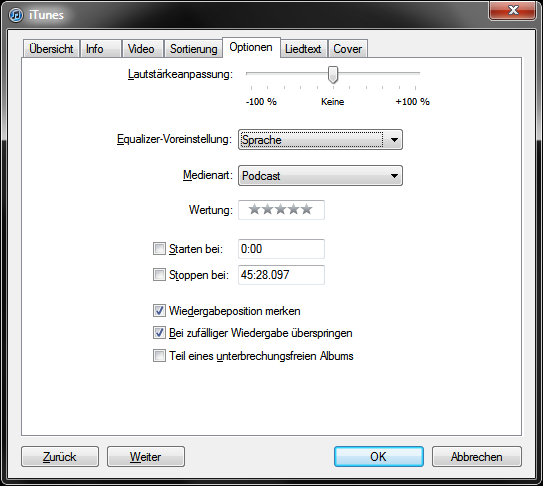 iTunes
Übersicht Info Video Sortierung Optionen Liedtext Cover
Lautstärkeanpassung:
-100 % Keine +100 %
Equalizer-Voreinstellung: Sprache
Medienart: Podcast
Wertung: ★★★★★
Starten bei: 0:00
Stoppen bei: 45:28.097
Wiedergabeposition merken
Bei zufälliger Wiedergabe überspringen
Teil eines unterbrechungsfreien Albums
Zurück Weiter OK Abbrechen